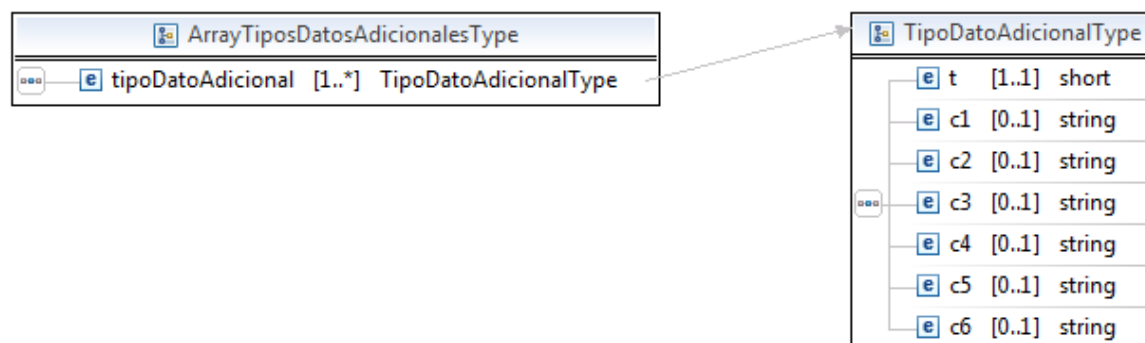 ArrayTiposDatosAdicionalesType
e tipoDatoAdicional [1..*] TipoDatoAdicionalType
TipoDatoAdicionalType
e t [1..1] short
e c1 [0..1] string
e c2 [0..1] string
e c3 [0..1] string
e c4 [0..1] string
e c5 [0..1] string
e c6 [0..1] string